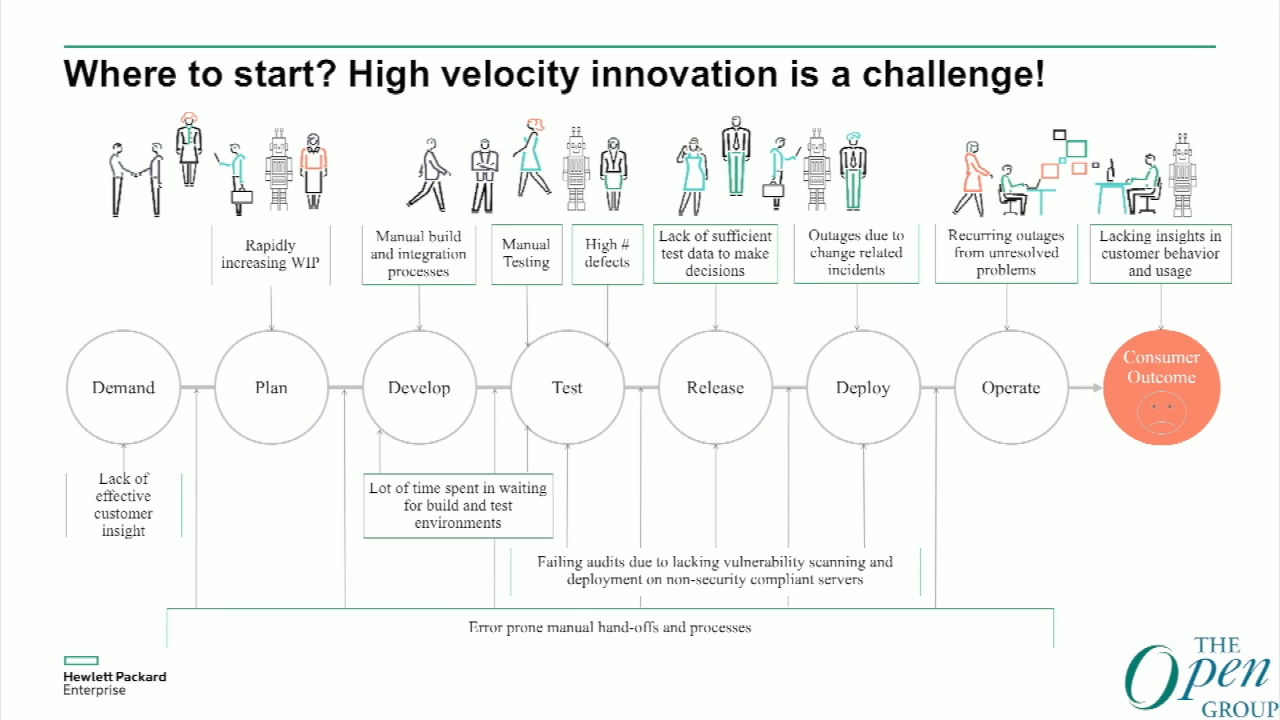 Where to start? High velocity innovation is a challenge!
Rapidly
increasing WIP
Manual build
and integration
processes
Manual
Testing
High #
defects
Lack of sufficient
test data to make
decisions
Outages due to
change related
incidents
Recurring outages
from unresolved
problems
Lacking insights in
customer behavior
and usage
Demand
Plan
Develop
Test
Release
Deploy
Operate
Consumer
Outcome
Lack of
effective
customer
insight
Lot of time spent in waiting
for build and test
environments
Failing audits due to lacking vulnerability scanning and
deployment on non-security compliant servers
Error prone manual hand-offs and processes
Hewlett Packard
Enterprise
THE
Open
GROUP